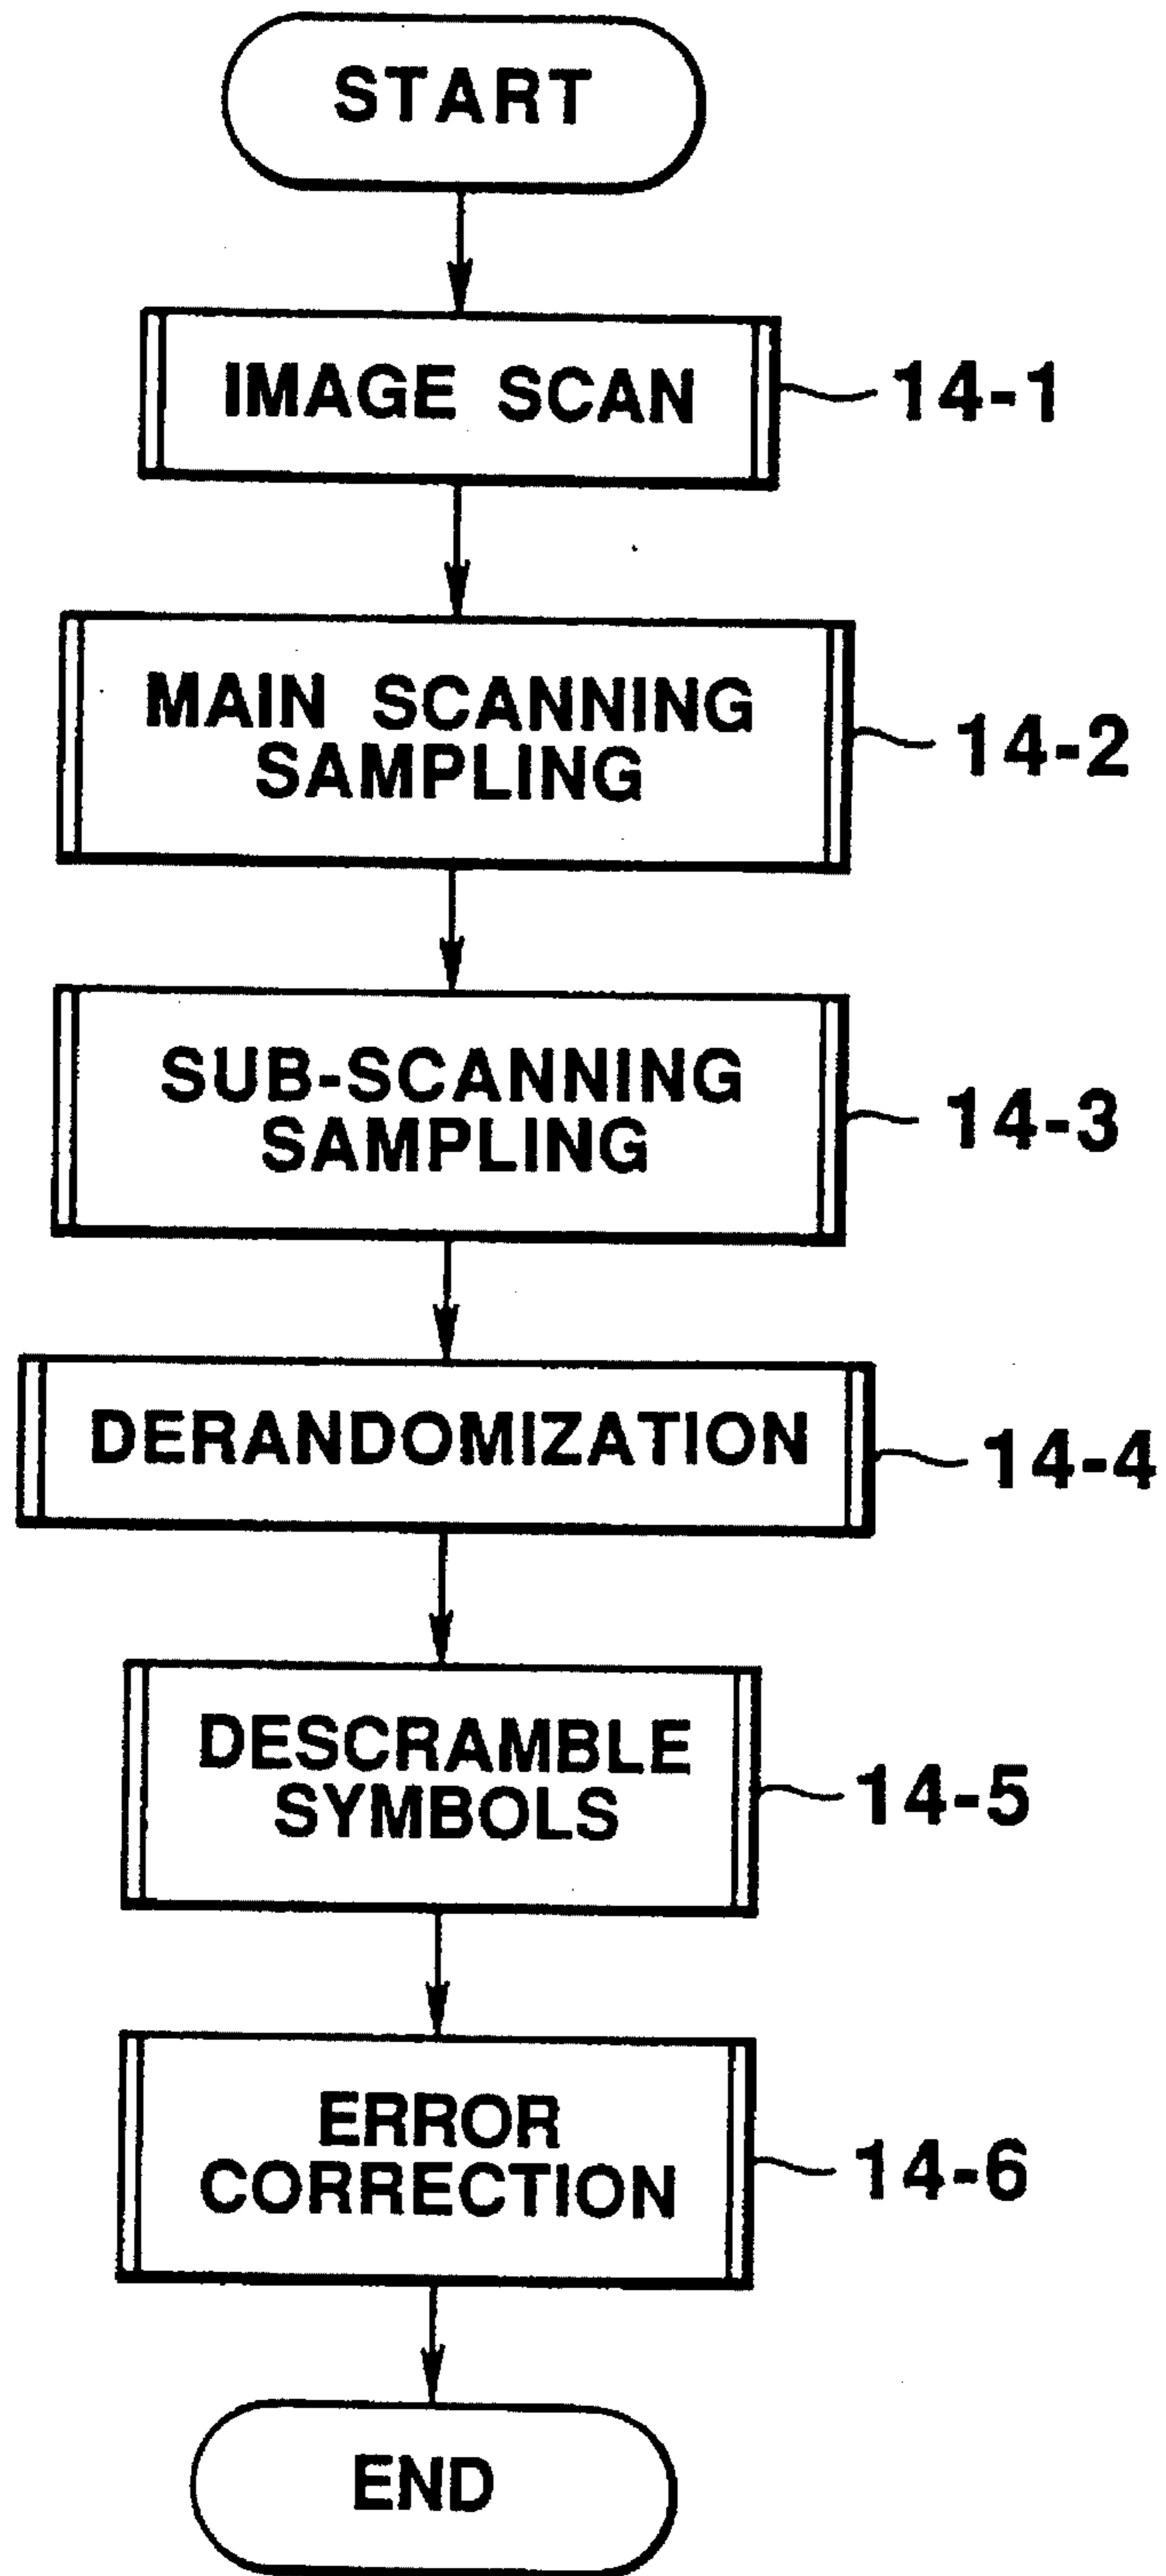 START
IMAGE SCAN
14-1
MAIN SCANNING
SAMPLING
14-2
SUB-SCANNING
SAMPLING
14-3
DERANDOMIZATION
14-4
DESCRAMBLE
SYMBOLS
14-5
ERROR
CORRECTION
14-6
END